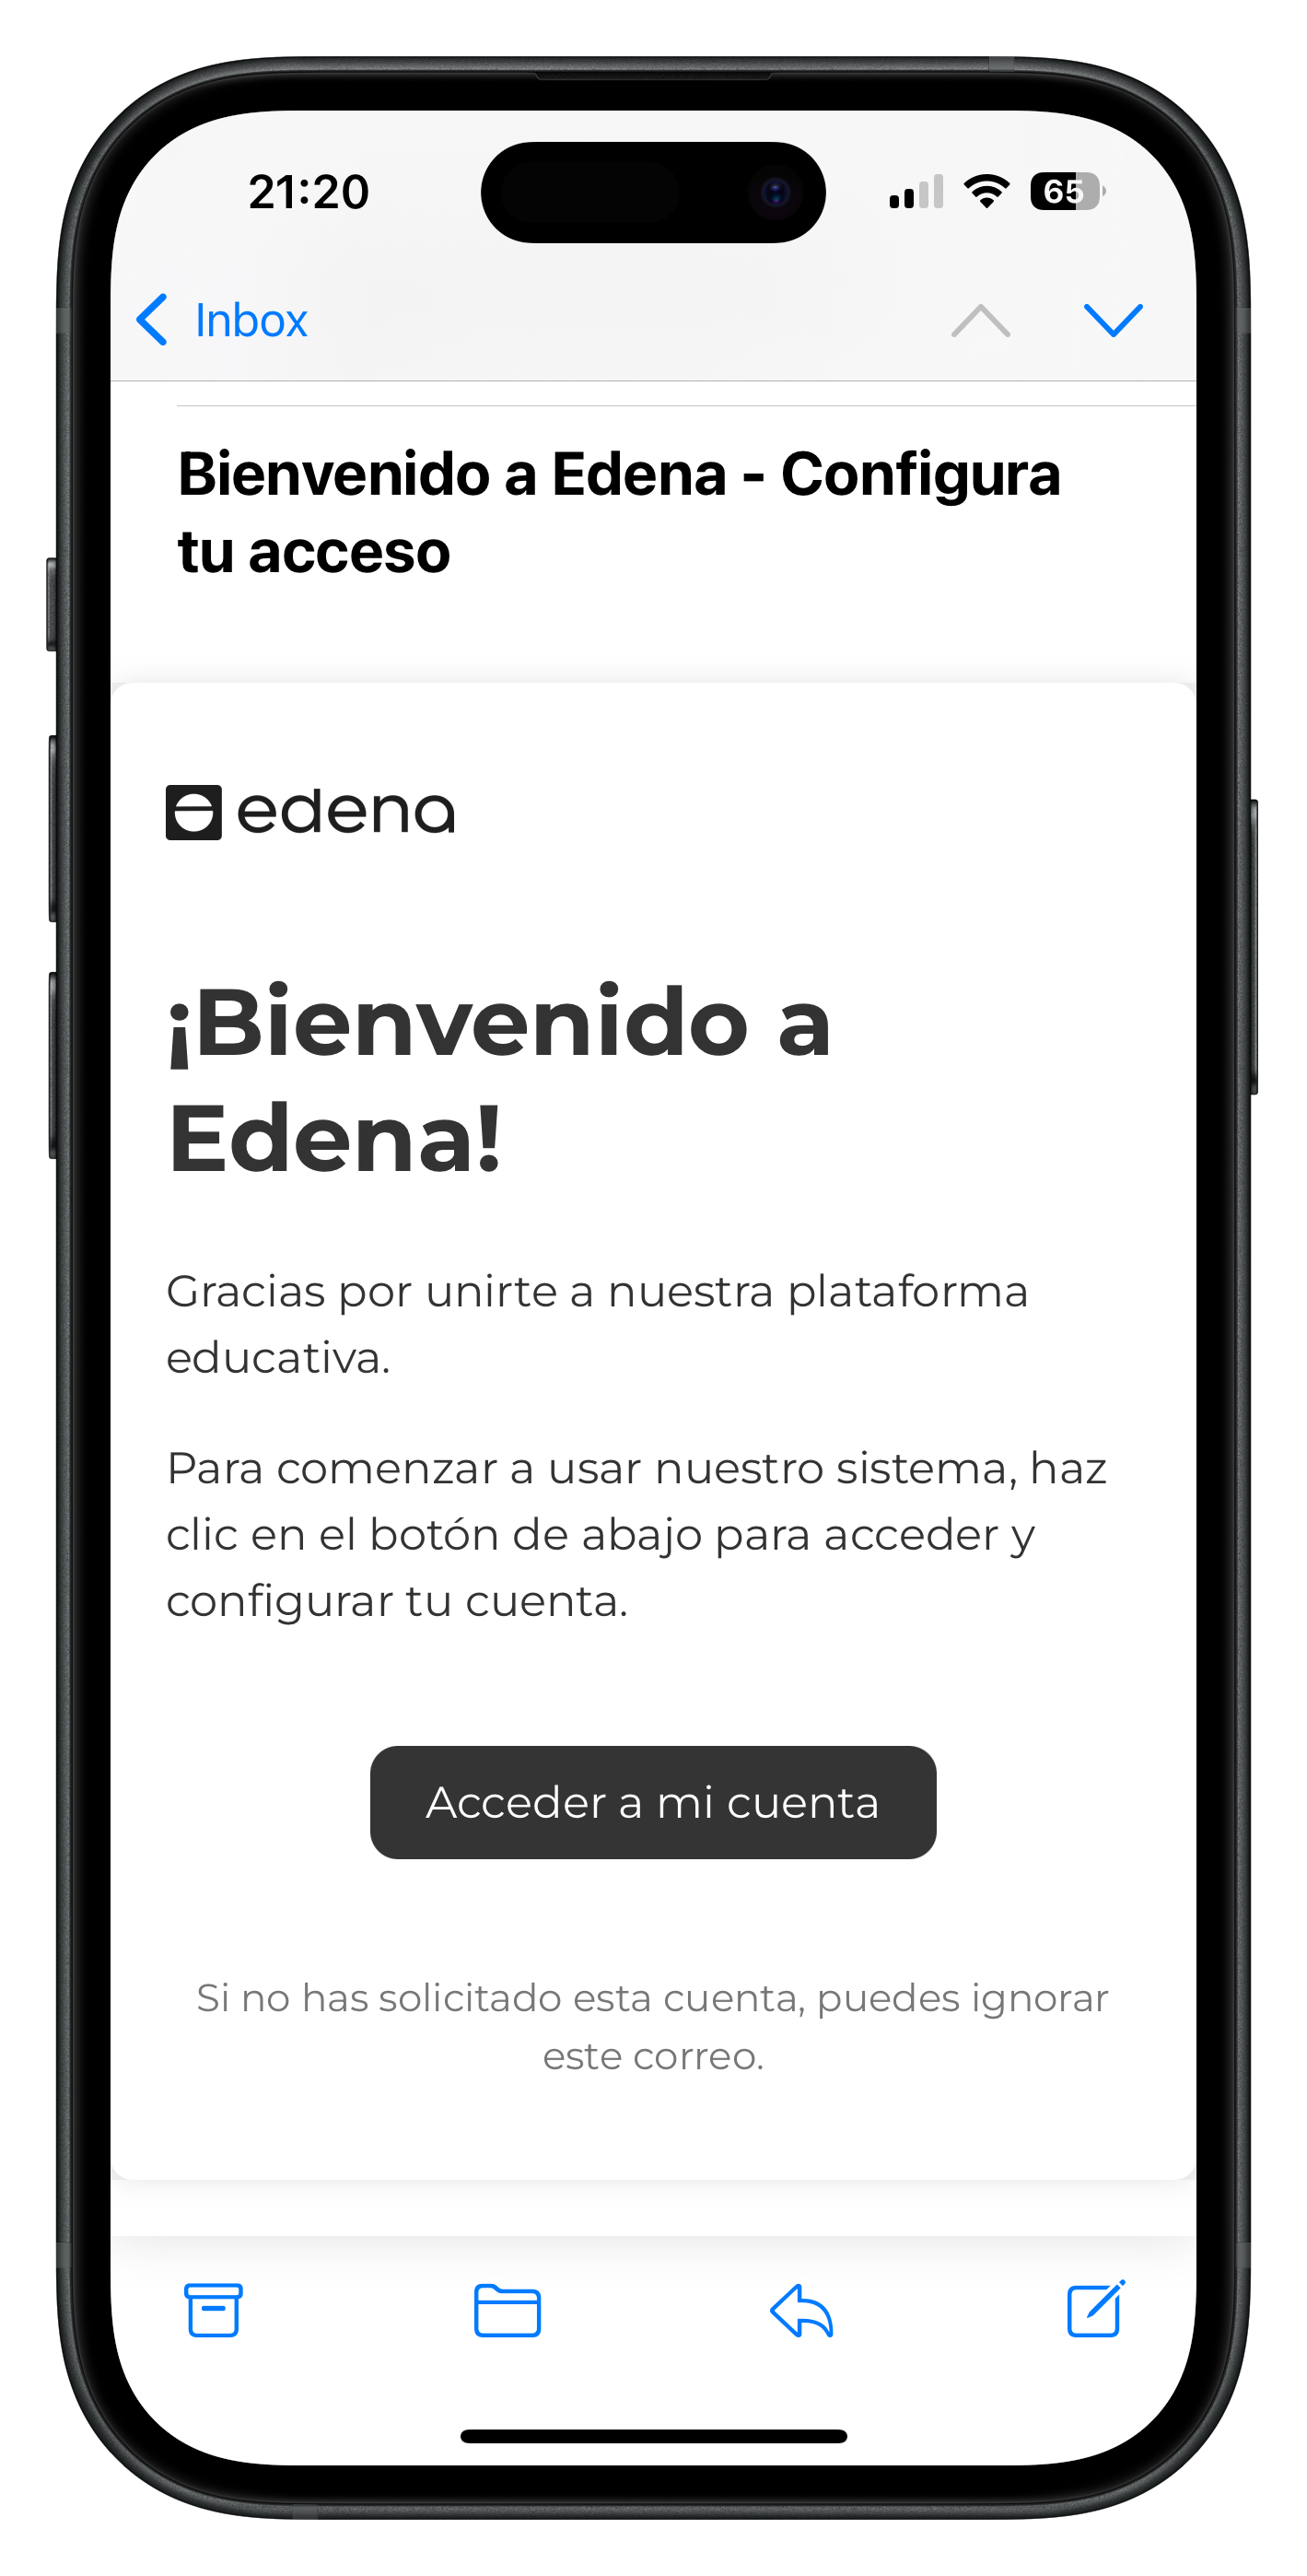 21:20
65
Inbox
Bienvenido a Edena - Configura
tu acceso
edena
¡Bienvenido a
Edena!
Gracias por unirte a nuestra plataforma
educativa.
Para comenzar a usar nuestro sistema, haz
clic en el botón de abajo para acceder y
configurar tu cuenta.
Acceder a mi cuenta
Si no has solicitado esta cuenta, puedes ignorar
este correo.